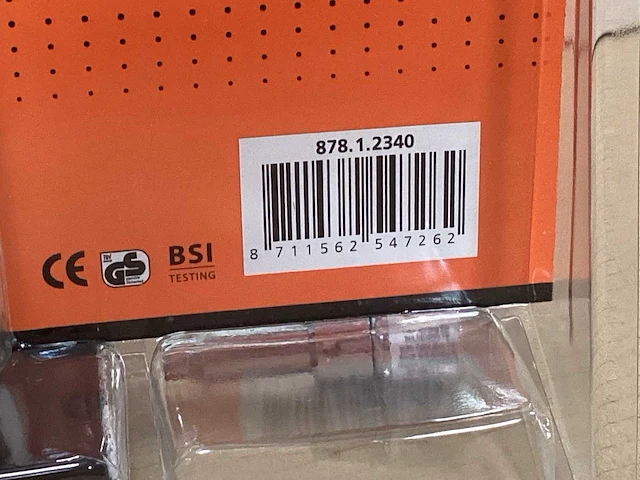 878.1.2340
8 711562 547262
CE
GS
BSI
TESTING